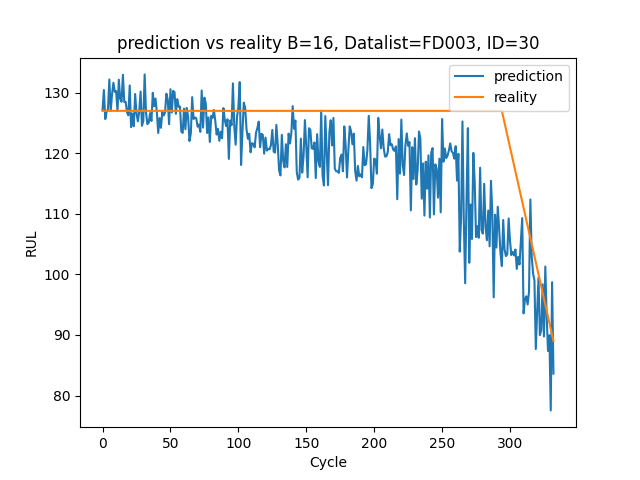 prediction vs reality B=16, Datalist=FD003, ID=30
prediction
reality
RUL
130
120
110
100
90
80
0 50 100 150 200 250 300
Cycle